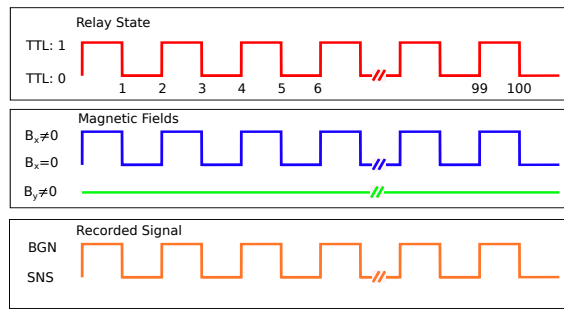 Relay State
TTL: 1
TTL: 0
1 2 3 4 5 6 99 100
Magnetic Fields
Bₓ≠0
Bₓ=0
Bᵧ≠0
Recorded Signal
BGN
SNS